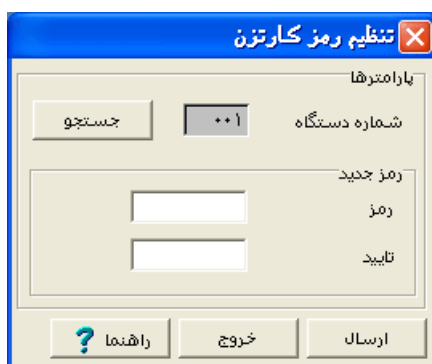 تنظیم رمز کارتزن
پارامترها
شماره دستگاه ۰۰۱ جستجو
رمز جدید
رمز
تایید
ارسال خروج راهنما ?